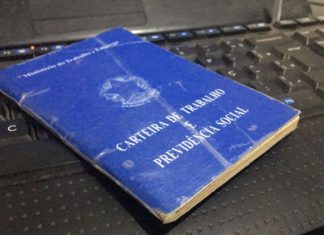 Ministério do Trabalho e Emprego
CARTEIRA DE TRABALHO
E
PREVIDÊNCIA SOCIAL